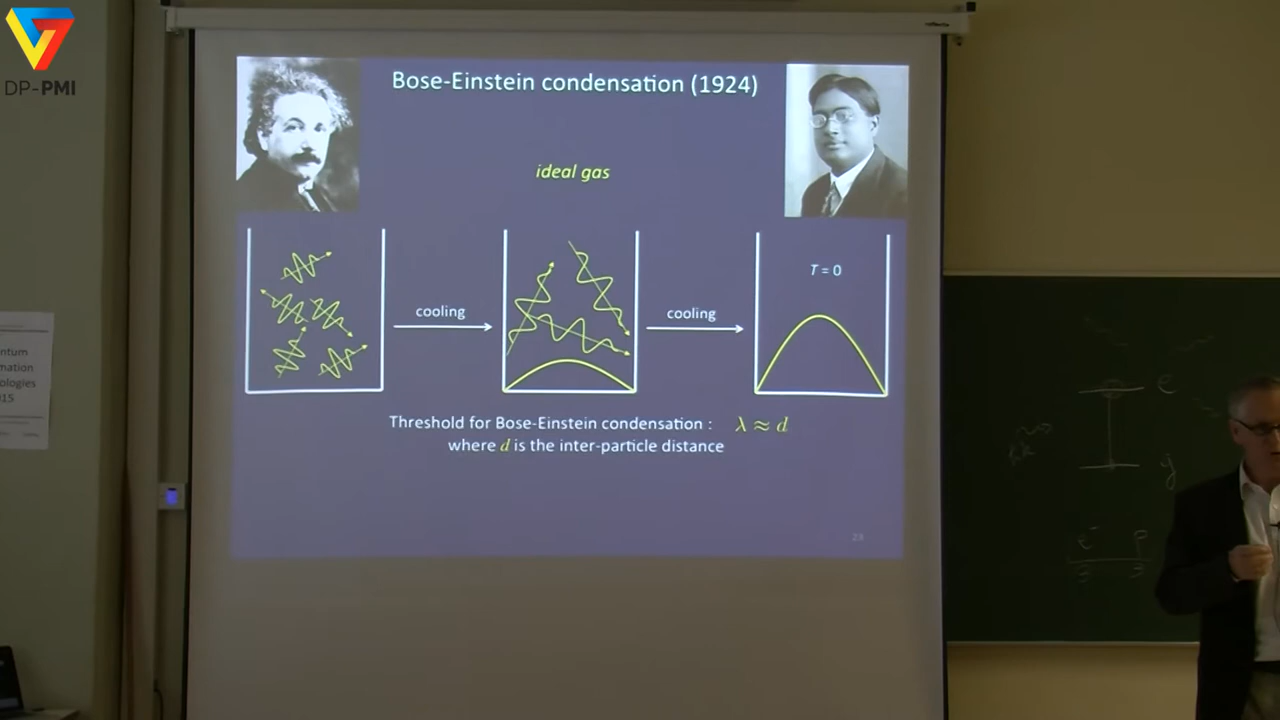 DP-PMI
Bose-Einstein condensation (1924)
ideal gas
T = 0
cooling
cooling
Threshold for Bose-Einstein condensation : λ ≈ d
where d is the inter-particle distance
e
g
e⁻ p